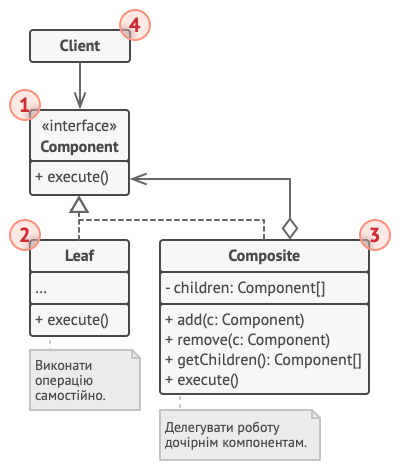 4
Client
1
«interface»
Component
+ execute()
2
Leaf
...
+ execute()
Виконати
операцію
самостійно.
3
Composite
- children: Component[]
+ add(c: Component)
+ remove(c: Component)
+ getChildren(): Component[]
+ execute()
Делегувати роботу
дочірнім компонентам.